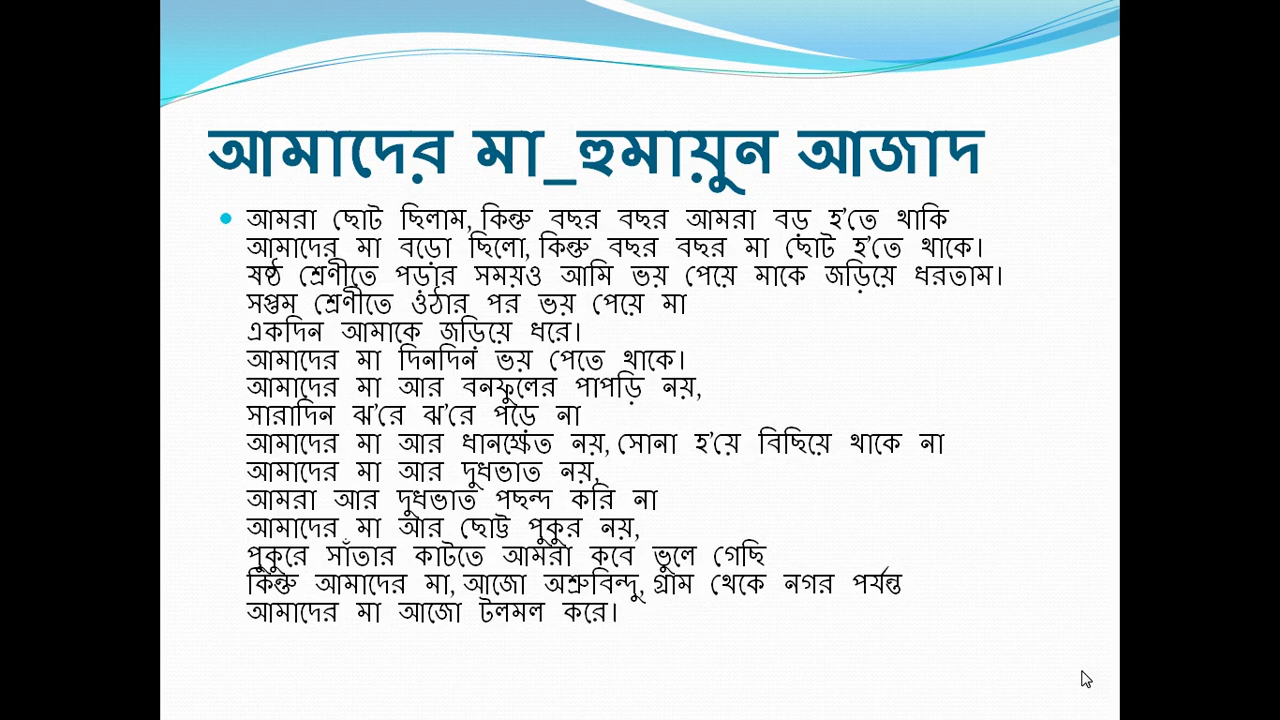 আমাদের মা_হুমায়ুন আজাদ
আমরা ছোট ছিলাম, কিন্তু বছর বছর আমরা বড় হ’তে থাকি
আমাদের মা বড়ো ছিলো, কিন্তু বছর বছর মা ছোট হ’তে থাকে।
ষষ্ঠ শ্রেণীতে পড়ার সময়ও আমি ভয় পেয়ে মাকে জড়িয়ে ধরতাম।
সপ্তম শ্রেণীতে ওঠার পর ভয় পেয়ে মা
একদিন আমাকে জড়িয়ে ধরে।
আমাদের মা দিনদিন ভয় পেতে থাকে।
আমাদের মা আর বনফুলের পাপড়ি নয়,
সারাদিন ঝ’রে ঝ’রে পড়ে না
আমাদের মা আর ধানক্ষেত নয়, সোনা হ’য়ে বিছিয়ে থাকে না
আমাদের মা আর দুধভাত নয়,
আমরা আর দুধভাত পছন্দ করি না
আমাদের মা আর ছোট্ট পুকুর নয়,
পুকুরে সাঁতার কাটতে আমরা কবে ভুলে গেছি
কিন্তু আমাদের মা, আজো অশ্রুবিন্দু, গ্রাম থেকে নগর পর্যন্ত
আমাদের মা আজো টলমল করে।